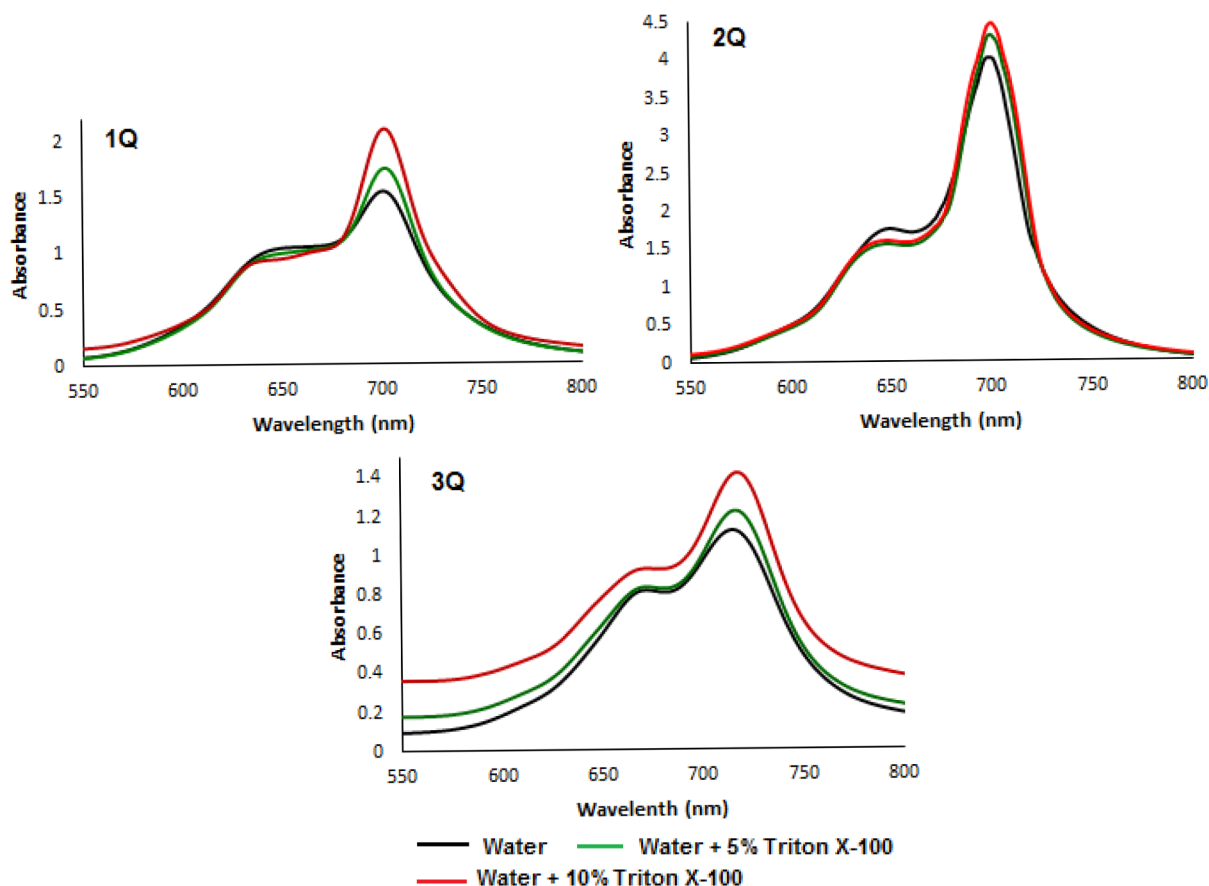 1Q
2
1.5
1
0.5
0
Absorbance
550 600 650 700 750 800
Wavelength (nm)
2Q
4.5
4
3.5
3
2.5
2
1.5
1
0.5
0
Absorbance
550 600 650 700 750 800
Wavelength (nm)
3Q
1.4
1.2
1
0.8
0.6
0.4
0.2
0
Absorbance
550 600 650 700 750 800
Wavelenth (nm)
Water Water + 5% Triton X-100
Water + 10% Triton X-100